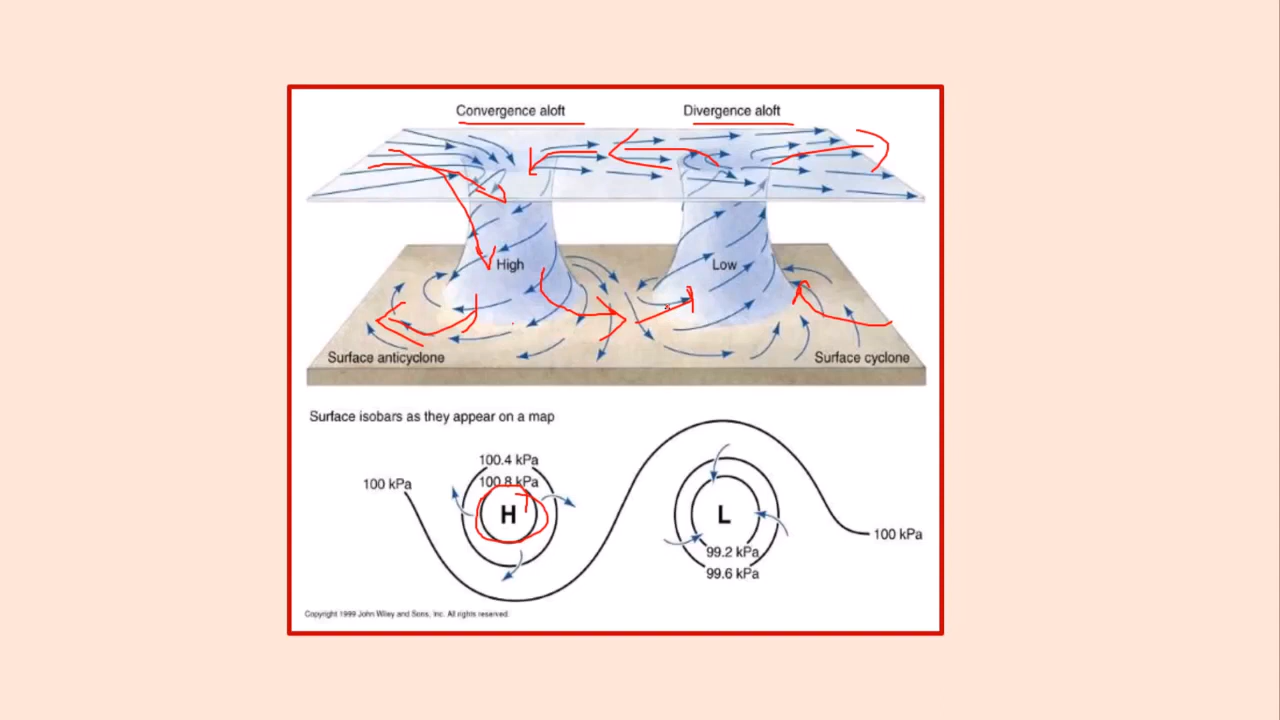 Convergence aloft
Divergence aloft
High
Low
Surface anticyclone
Surface cyclone
Surface isobars as they appear on a map
100.4 kPa
100 kPa
100.8 kPa
H
L
100 kPa
99.2 kPa
99.6 kPa
Copyright 1999 John Wiley and Sons, Inc. All rights reserved.